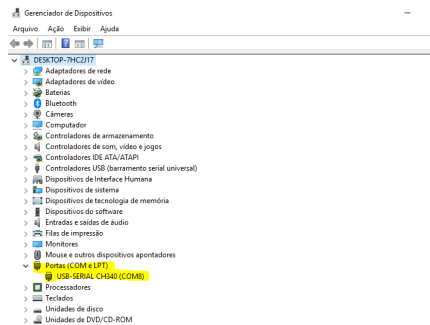 Gerenciador de Dispositivos
Arquivo Ação Exibir Ajuda
DESKTOP-7HC2J17
Adaptadores de rede
Adaptadores de vídeo
Baterias
Bluetooth
Câmeras
Computador
Controladores de armazenamento
Controladores de som, vídeo e jogos
Controladores IDE ATA/ATAPI
Controladores USB (barramento serial universal)
Dispositivos de Interface Humana
Dispositivos de sistema
Dispositivos de tecnologia de memória
Dispositivos do software
Entradas e saídas de áudio
Filas de impressão
Monitores
Mouse e outros dispositivos apontadores
Portas (COM e LPT)
USB-SERIAL CH340 (COM8)
Processadores
Teclados
Unidades de disco
Unidades de DVD/CD-ROM